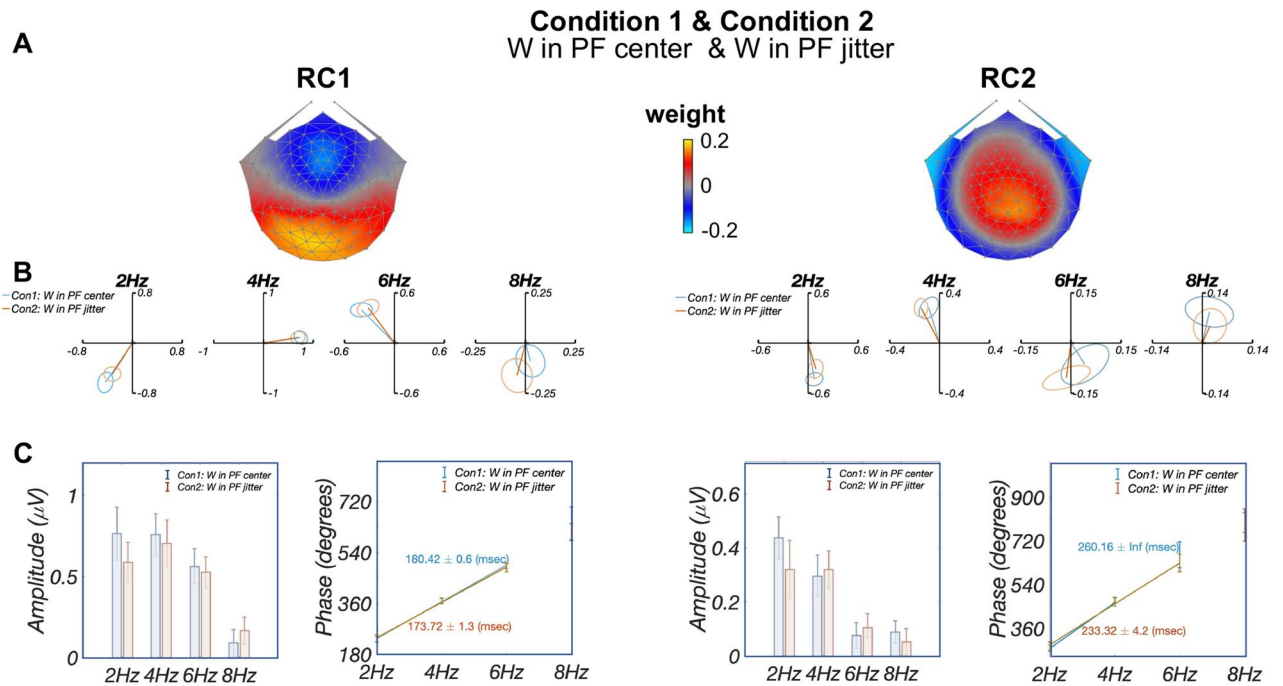 Condition 1 & Condition 2
W in PF center & W in PF jitter
A
RC1
RC2
weight
0.2
0
-0.2
B
2Hz
4Hz
6Hz
8Hz
Con1: W in PF center
Con2: W in PF jitter
0.8
-0.8
0.8
-0.8
1
-1
1
-1
0.6
-0.6
0.6
-0.6
0.25
-0.25
0.25
-0.25
2Hz
4Hz
6Hz
8Hz
Con1: W in PF center
Con2: W in PF jitter
0.6
-0.6
0.6
0.6
0.4
-0.4
0.4
-0.4
0.15
-0.15
0.15
0.15
0.14
-0.14
0.14
0.14
C
Amplitude (μV)
1
0.5
0
2Hz 4Hz 6Hz 8Hz
Con1: W in PF center
Con2: W in PF jitter
Phase (degrees)
720
540
360
180
2Hz 4Hz 6Hz 8Hz
Con1: W in PF center
Con2: W in PF jitter
180.42 ± 0.6 (msec)
173.72 ± 1.3 (msec)
Amplitude (μV)
0.6
0.4
0.2
0
2Hz 4Hz 6Hz 8Hz
Con1: W in PF center
Con2: W in PF jitter
Phase (degrees)
900
720
540
360
2Hz 4Hz 6Hz 8Hz
Con1: W in PF center
Con2: W in PF jitter
260.16 ± Inf (msec)
233.32 ± 4.2 (msec)